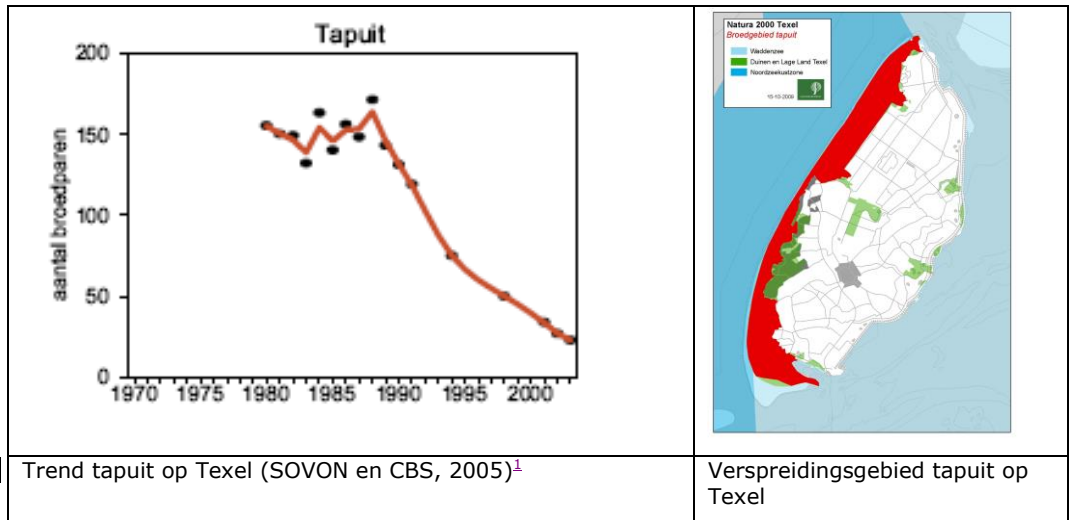 Tapuit
aantal broedparen
200
150
100
50
0
1970 1975 1980 1985 1990 1995 2000
Natura 2000 Texel
Broedgebied tapuit
Waddenzee
Duinen en Lage Land Texel
Noordzeekustzone
Trend tapuit op Texel (SOVON en CBS, 2005)1
Verspreidingsgebied tapuit op
Texel